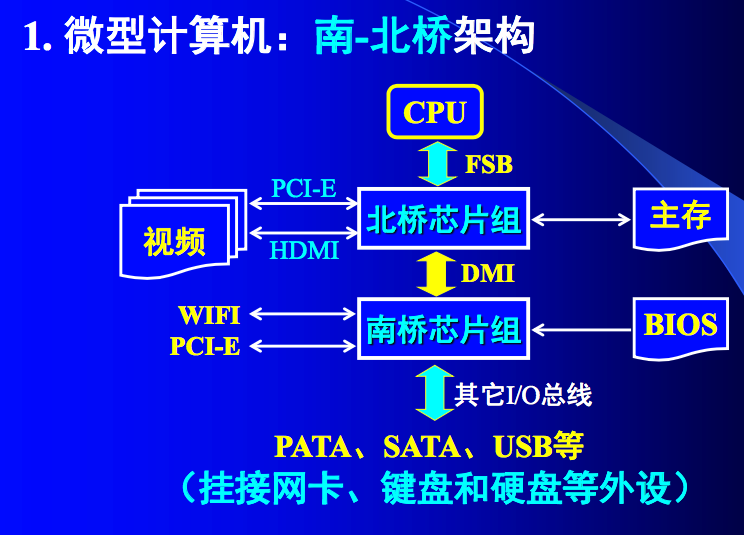 1. 微型计算机：南-北桥架构
CPU
FSB
PCI-E
北桥芯片组
主存
视频
HDMI
DMI
WIFI
南桥芯片组
BIOS
PCI-E
其它I/O总线
PATA、SATA、USB等
（挂接网卡、键盘和硬盘等外设）